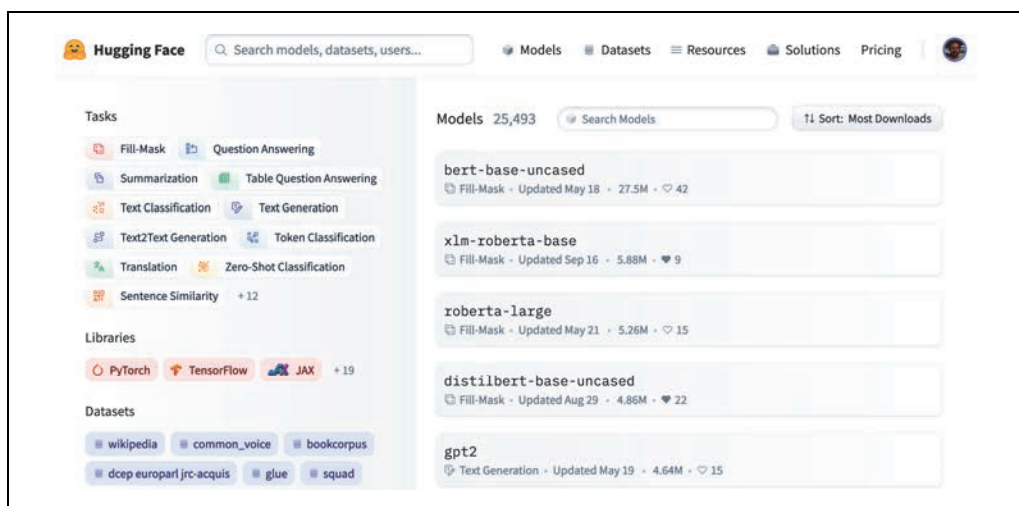 Hugging Face
Search models, datasets, users...
Models
Datasets
Resources
Solutions
Pricing
Tasks
Fill-Mask Question Answering
Summarization Table Question Answering
Text Classification Text Generation
Text2Text Generation Token Classification
Translation Zero-Shot Classification
Sentence Similarity +12
Libraries
PyTorch TensorFlow JAX +19
Datasets
wikipedia common_voice bookcorpus
dcep europarl jrc-acquis glue squad
Models 25,493
Search Models
↑↓ Sort: Most Downloads
bert-base-uncased
Fill-Mask • Updated May 18 • 27.5M • ♡ 42
xlm-roberta-base
Fill-Mask • Updated Sep 16 • 5.88M • ♥ 9
roberta-large
Fill-Mask • Updated May 21 • 5.26M • ♡ 15
distilbert-base-uncased
Fill-Mask • Updated Aug 29 • 4.86M • ♥ 22
gpt2
Text Generation • Updated May 19 • 4.64M • ♡ 15